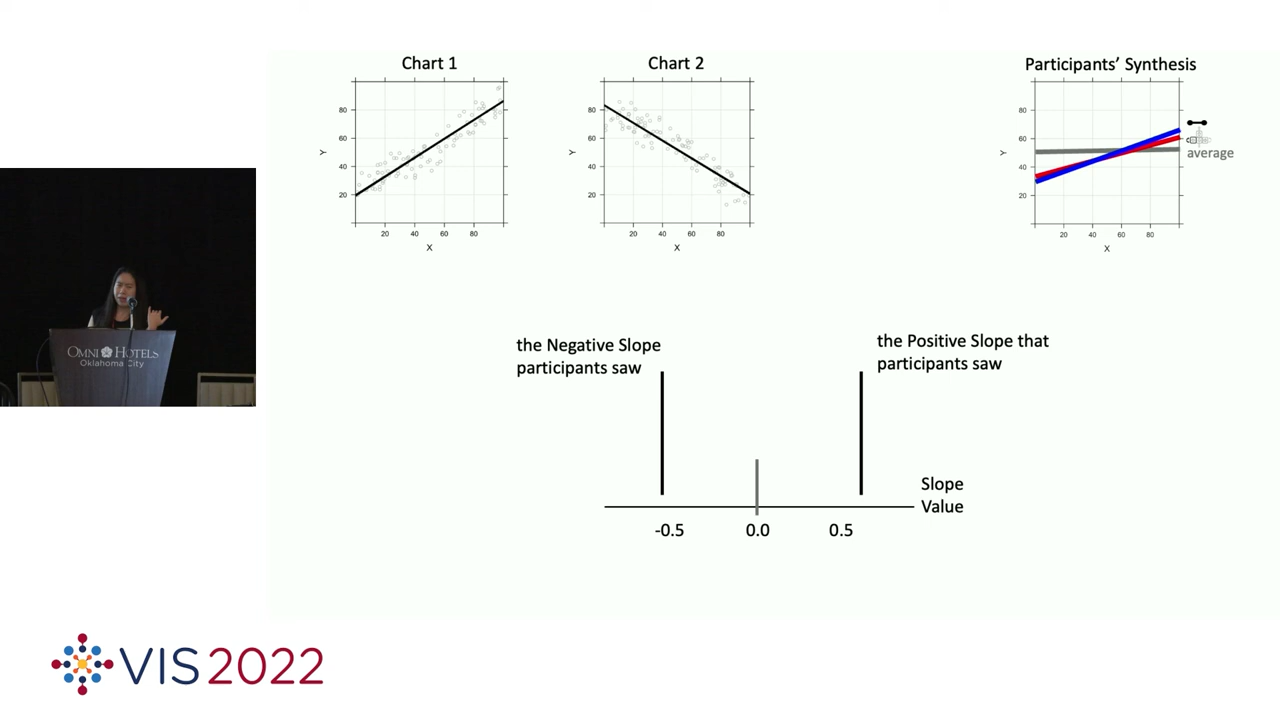 Chart 1
Chart 2
Participants' Synthesis
80
60
40
20
Y
20 40 60 80
X
80
60
40
20
Y
20 40 60 80
X
80
60
40
20
Y
20 40 60 80
X
average
OMNI HOTELS
Oklahoma City
the Negative Slope
participants saw
the Positive Slope that
participants saw
Slope
Value
-0.5
0.0
0.5
VIS2022